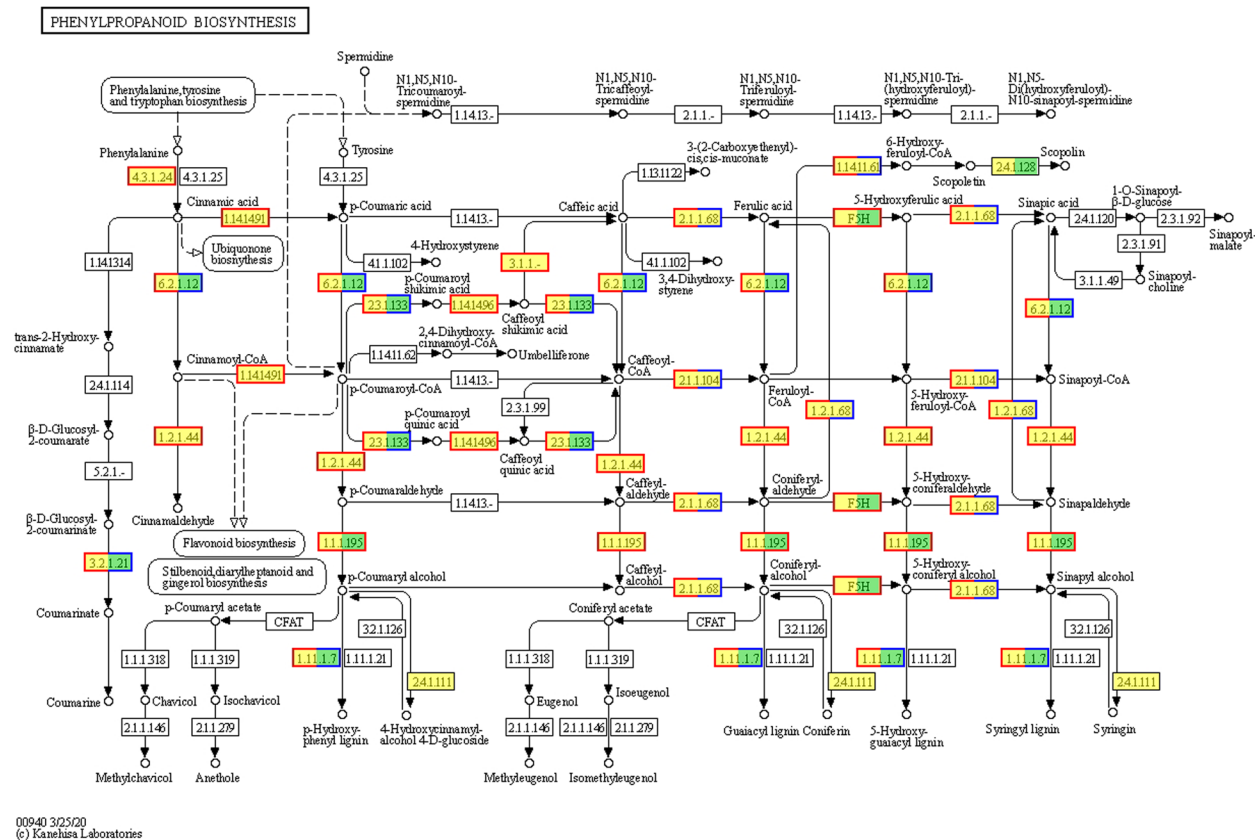 PHENYLPROPANOID BIOSYNTHESIS
Spermidine
Phenylalanine, tyrosine
and tryptophan biosynthesis
N1,N5,N10-
Tricoumaroyl-
spermidine
1.14.13.-
N1,N5,N10-
Tricaffeoyl-
spermidine
2.1.1.-
N1,N5,N10-
Triferuloyl-
spermidine
1.14.13.-
N1,N5,N10-Tri-
(hydroxyferuloyl)-
spermidine
2.1.1.-
N1,N5-
Di(hydroxyferuloyl)-
N10-sinapoyl-spermidine
Phenylalanine
4.3.1.24
4.3.1.25
Tyrosine
4.3.1.25
1.13.11.22
3-(2-Carboxyethenyl)-
cis,cis-muconate
1.14.11.61
6-Hydroxy-
feruloyl-CoA
Scopoletin
2.4.1.128
Scopolin
Cinnamic acid
1.14.14.91
p-Coumaric acid
1.14.13.-
Caffeic acid
2.1.1.68
Ferulic acid
F5H
5-Hydroxyferulic acid
2.1.1.68
Sinapic acid
2.4.1.120
1-O-Sinapoyl-
β-D-glucose
2.3.1.92
Sinapoyl-
malate
2.3.1.91
3.1.1.49
Sinapoyl-
choline
Ubiquonone
biosnythesis
1.14.13.14
4.1.1.102
4-Hydroxystyrene
3.1.1.-
4.1.1.102
3,4-Dihydroxy-
styrene
6.2.1.12
6.2.1.12
6.2.1.12
6.2.1.12
6.2.1.12
6.2.1.12
p-Coumaroyl
shikimic acid
2.3.1.133
1.14.14.96
Caffeoyl
shikimic acid
2.3.1.133
trans-2-Hydroxy-
cinnamate
2.4.1.114
1.14.11.62
2,4-Dihydroxy-
cinnamoyl-CoA
Umbelliferone
Cinnamoyl-CoA
1.14.14.91
p-Coumaroyl-CoA
1.14.13.-
Caffeoyl-
CoA
2.1.1.104
Feruloyl-
CoA
5-Hydroxy-
feruloyl-CoA
2.1.1.104
Sinapoyl-CoA
2.3.1.99
1.2.1.68
1.2.1.68
p-Coumaroyl
quinic acid
2.3.1.133
1.14.14.96
Caffeoyl
quinic acid
2.3.1.133
β-D-Glucosyl-
2-coumarate
5.2.1.-
1.2.1.44
1.2.1.44
1.2.1.44
1.2.1.44
1.2.1.44
1.2.1.44
Cinnamaldehyde
p-Coumaraldehyde
1.14.13.-
Caffeyl-
aldehyde
2.1.1.68
Coniferyl-
aldehyde
F5H
5-Hydroxy-
coniferaldehyde
2.1.1.68
Sinapaldehyde
β-D-Glucosyl-
2-coumarinate
3.2.1.21
Flavonoid biosynthesis
Stilbenoid, diarylheptanoid and
gingerol biosynthesis
1.1.1.195
1.1.1.195
1.1.1.195
1.1.1.195
1.1.1.195
p-Coumaryl alcohol
Caffeyl-
alcohol
2.1.1.68
Coniferyl-
alcohol
F5H
5-Hydroxy-
coniferyl alcohol
2.1.1.68
Sinapyl alcohol
Coumarinate
Coumarine
p-Coumaryl acetate
CFAT
Coniferyl acetate
CFAT
1.1.1.318
1.1.1.319
1.11.1.7
1.11.1.21
3.2.1.126
2.4.1.111
1.1.1.318
1.1.1.319
1.11.1.7
1.11.1.21
3.2.1.126
2.4.1.111
1.11.1.7
1.11.1.21
1.11.1.7
1.11.1.21
3.2.1.126
2.4.1.111
Chavicol
Isochavicol
Eugenol
Isoeugenol
2.1.1.146
2.1.1.279
2.1.1.146
2.1.1.146
2.1.1.279
p-Hydroxy-
phenyl lignin
4-Hydroxycinnamyl-
alcohol 4-D-glucoside
Guaiacyl lignin
Coniferin
5-Hydroxy-
guaiacyl lignin
Syringyl lignin
Syringin
Methylchavicol
Anethole
Methyleugenol
Isomethyleugenol
00940 3/25/20
(c) Kanehisa Laboratories